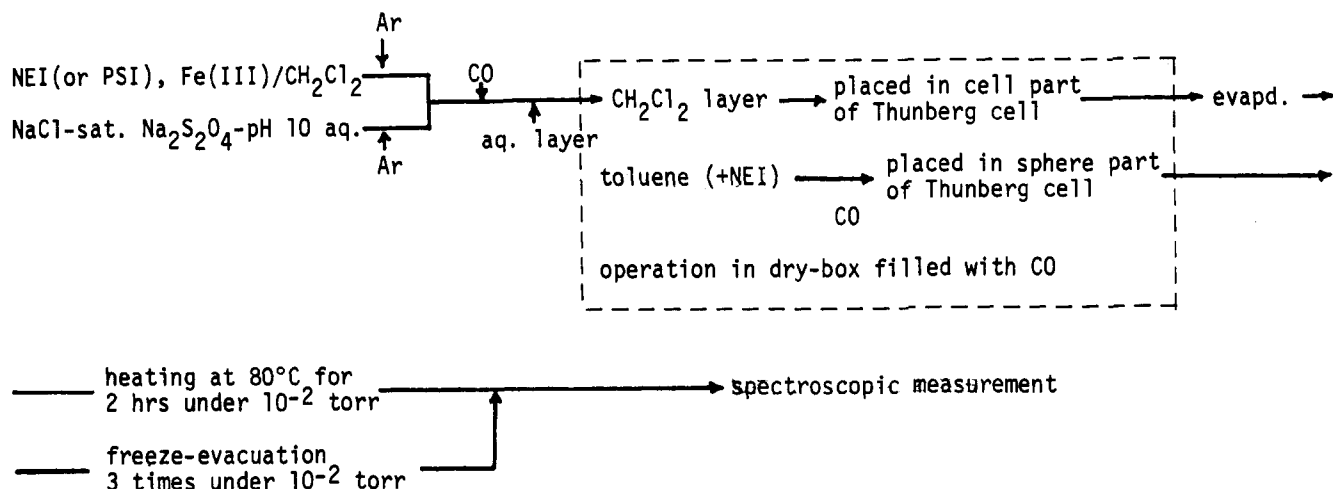 Ar
NEI(or PSI), Fe(III)/CH2Cl2
CO
NaCl-sat. Na2S2O4-pH 10 aq.
Ar
aq. layer
CH2Cl2 layer
placed in cell part
of Thunberg cell
evapd.
toluene (+NEI)
placed in sphere part
of Thunberg cell
CO
operation in dry-box filled with CO
heating at 80°C for
2 hrs under 10-2 torr
spectroscopic measurement
freeze-evacuation
3 times under 10-2 torr